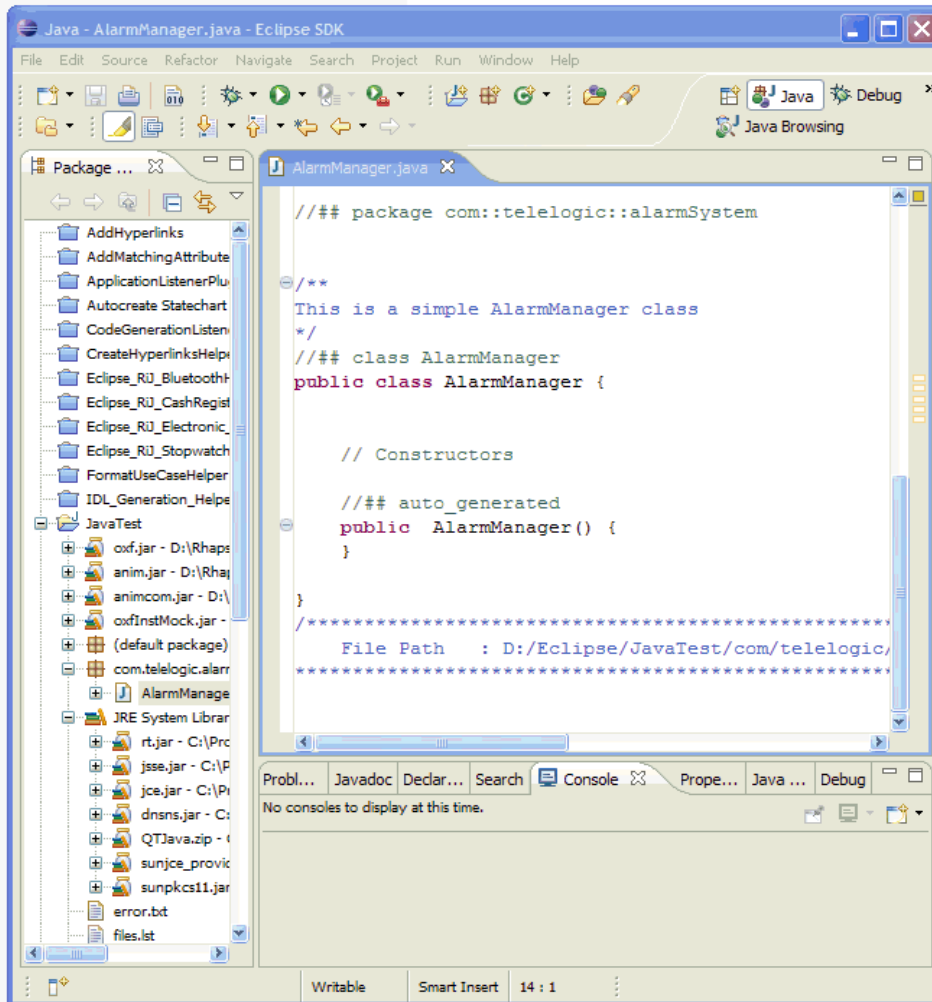 Java - AlarmManager.java - Eclipse SDK
File Edit Source Refactor Navigate Search Project Run Window Help
010
Java
Debug
Java Browsing
Package ...
AddHyperlinks
AddMatchingAttribute
ApplicationListenerPlu
Autocreate Statechart
CodeGenerationListen
CreateHyperlinksHelpe
Eclipse_RiJ_BluetoothH
Eclipse_RiJ_CashRegist
Eclipse_RiJ_Electronic_
Eclipse_RiJ_Stopwatch
FormatUseCaseHelper
IDL_Generation_Helpe
JavaTest
oxf.jar - D:\Rhaps
anim.jar - D:\Rhap
animcom.jar - D:\
oxfInstMock.jar -
(default package)
com.telelogic.alarr
AlarmManage
JRE System Librar
rt.jar - C:\Pro
jsse.jar - C:\P
jce.jar - C:\Pr
dnsns.jar - C:
QTJava.zip - C
sunjce_provid
sunpkcs11.jar
error.txt
files.lst
AlarmManager.java
//## package com::telelogic::alarmSystem
/**
This is a simple AlarmManager class
*/
//## class AlarmManager
public class AlarmManager {
// Constructors
//## auto_generated
public  AlarmManager() {
}
}
/****************************************************
File Path   : D:/Eclipse/JavaTest/com/telelogic/
****************************************************
Probl... Javadoc Declar... Search Console Prope... Java ... Debug
No consoles to display at this time.
Writable Smart Insert 14 : 1